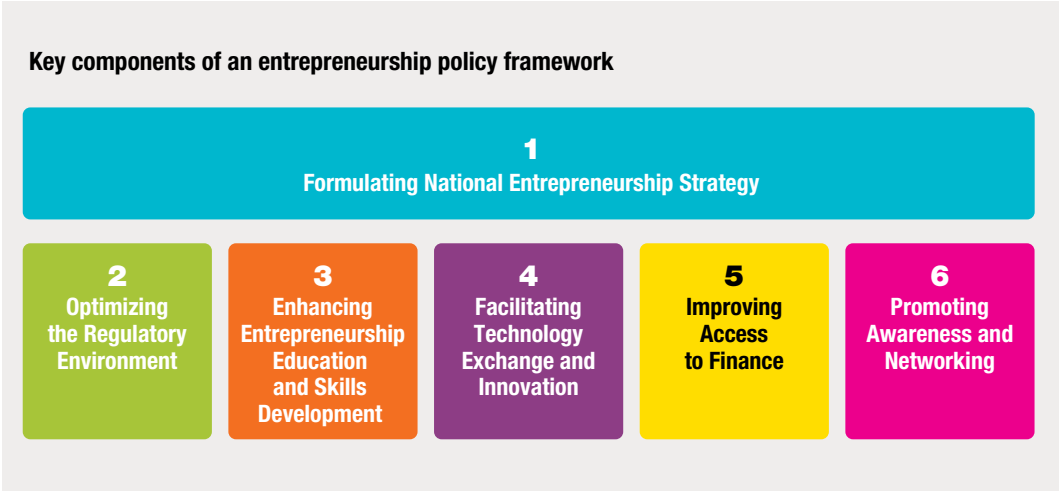 Key components of an entrepreneurship policy framework
1
Formulating National Entrepreneurship Strategy
2
Optimizing
the Regulatory
Environment
3
Enhancing
Entrepreneurship
Education
and Skills
Development
4
Facilitating
Technology
Exchange and
Innovation
5
Improving
Access
to Finance
6
Promoting
Awareness and
Networking